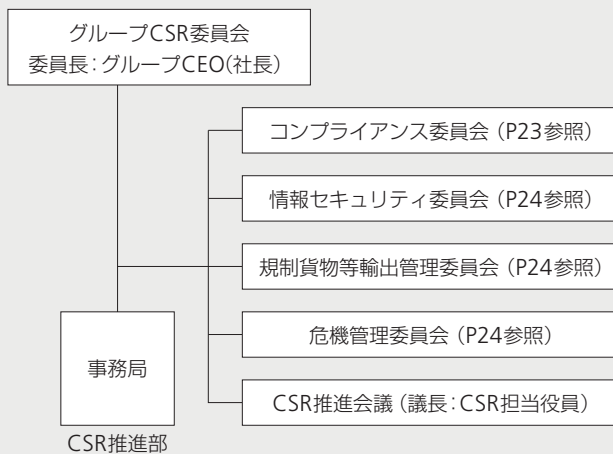 グループCSR委員会
委員長：グループCEO（社長）
コンプライアンス委員会（P23参照）
情報セキュリティ委員会（P24参照）
規制貨物等輸出管理委員会（P24参照）
危機管理委員会（P24参照）
CSR推進会議（議長：CSR担当役員）
事務局
CSR推進部